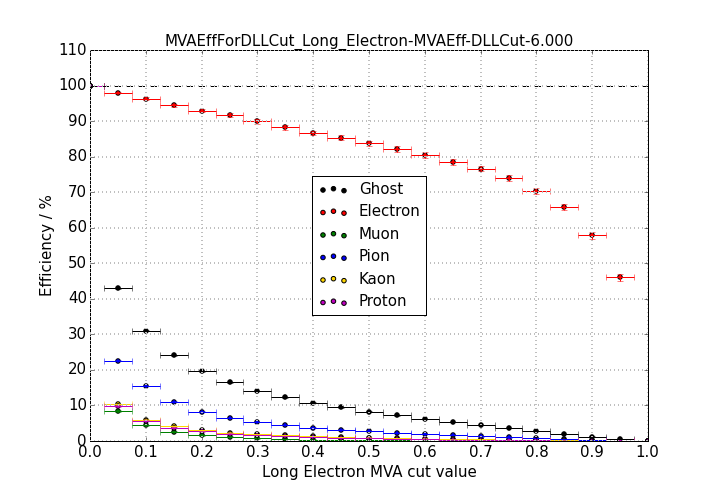 MVAEffForDLLCut_Long_Electron-MVAEff-DLLCut-6.000
110
100
90
80
70
60
50
40
30
20
10
0
Efficiency / %
Ghost
Electron
Muon
Pion
Kaon
Proton
0.0 0.1 0.2 0.3 0.4 0.5 0.6 0.7 0.8 0.9 1.0
Long Electron MVA cut value